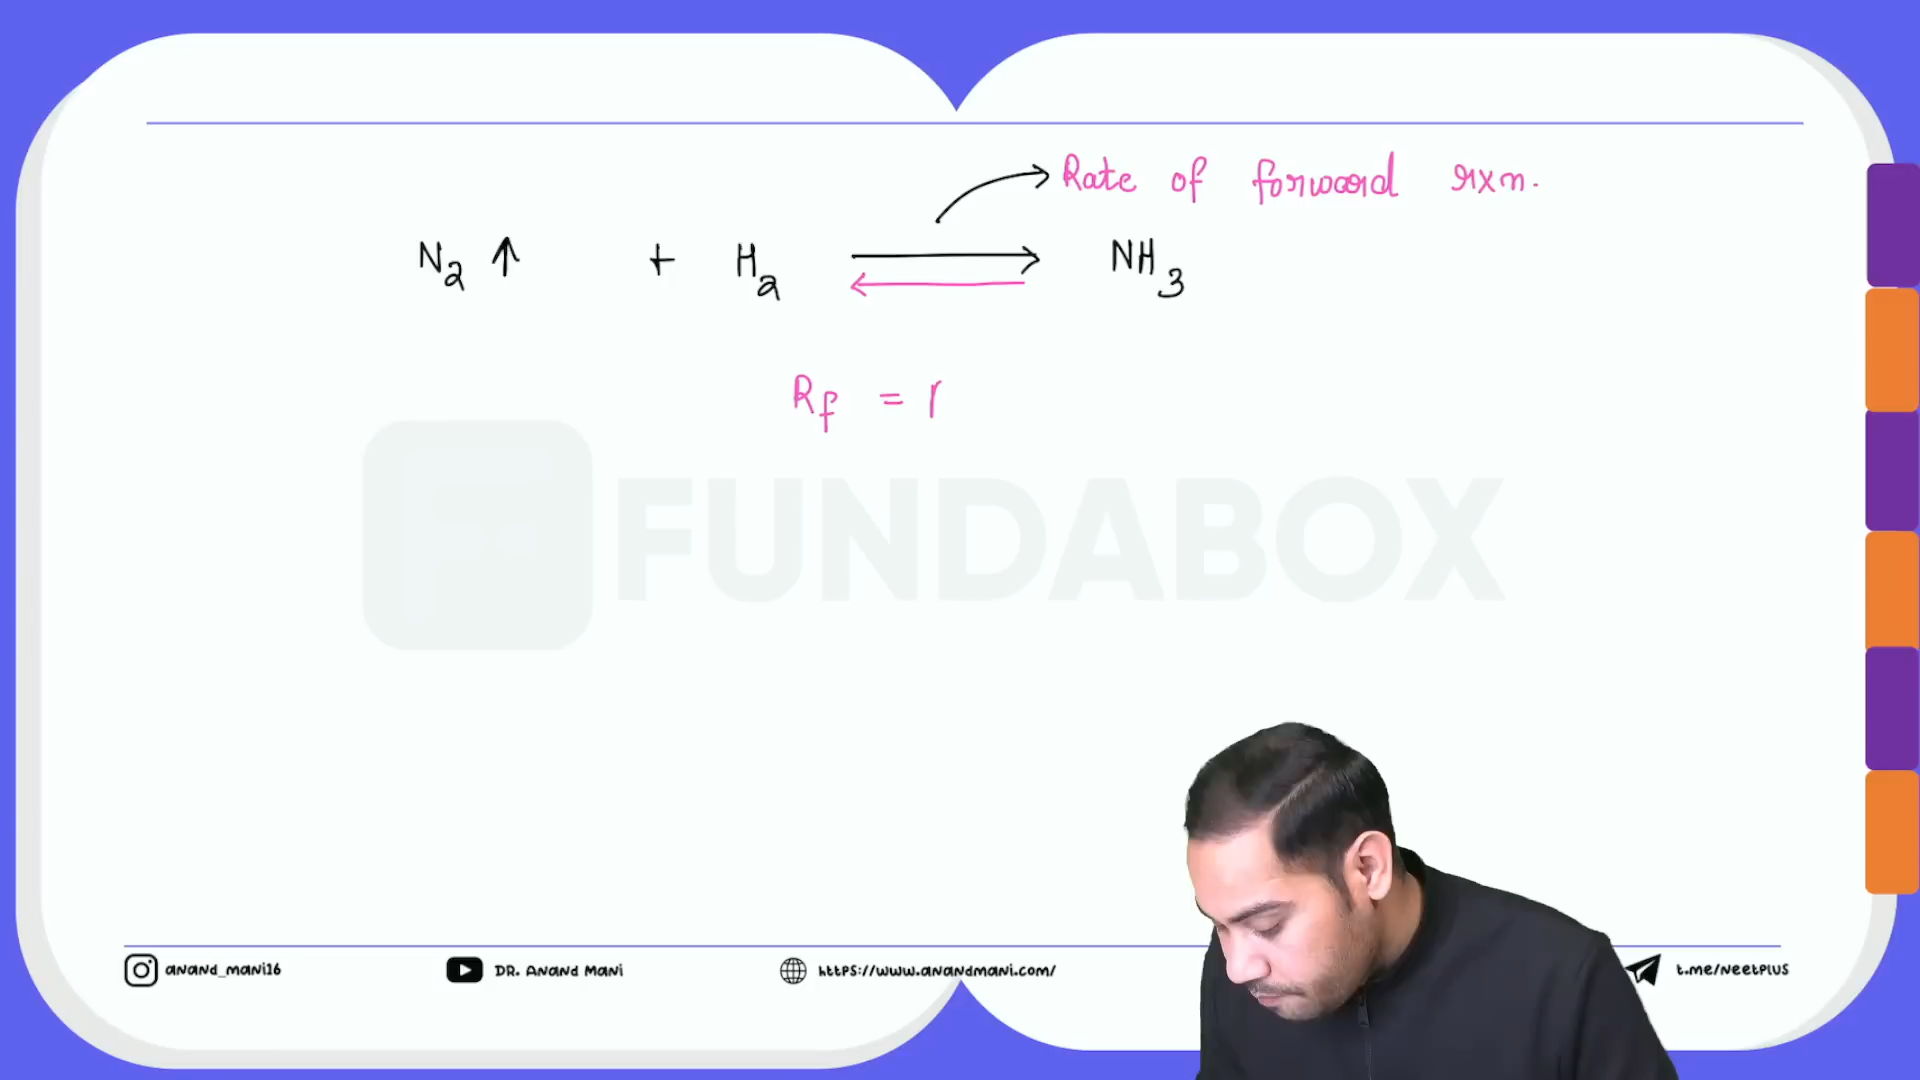 Rate of forward rxn.
N2 ↑ + H2 ⇌ NH3
Rf =
FUNDABOX
anand_mani16
DR. Anand Mani
https://www.anandmani.com/
t.me/neetplus